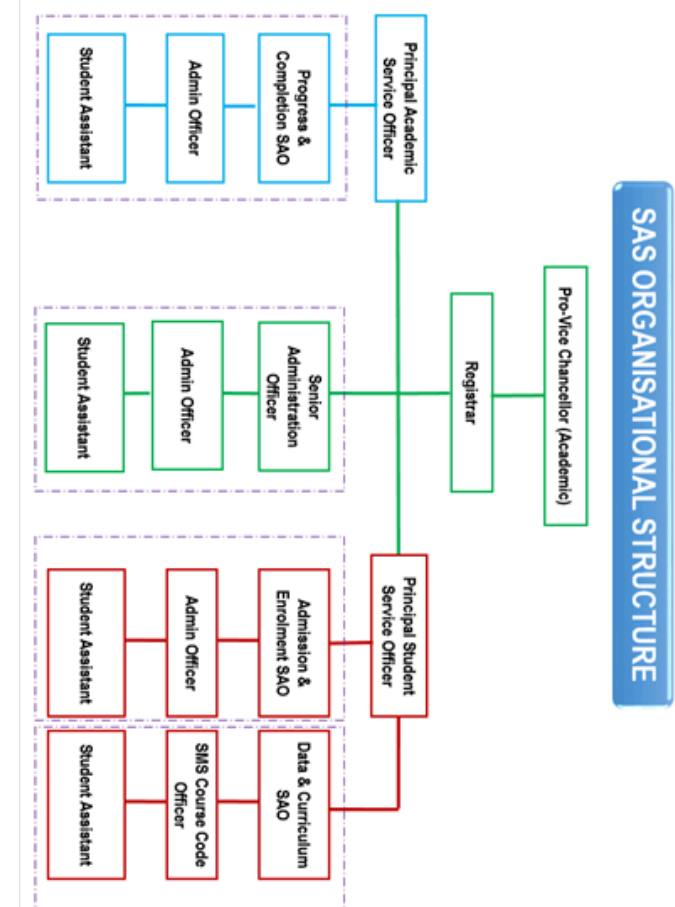 SAS ORGANISATIONAL STRUCTURE
Pro-Vice Chancellor (Academic)
Registrar
Principal Academic
Service Officer
Principal Student
Service Officer
Progress &
Completion SAO
Senior
Administration
Officer
Admission &
Enrolment SAO
Data & Curriculum
SAO
Admin Officer
Admin Officer
Admin Officer
SMS Course Code
Officer
Student Assistant
Student Assistant
Student Assistant
Student Assistant